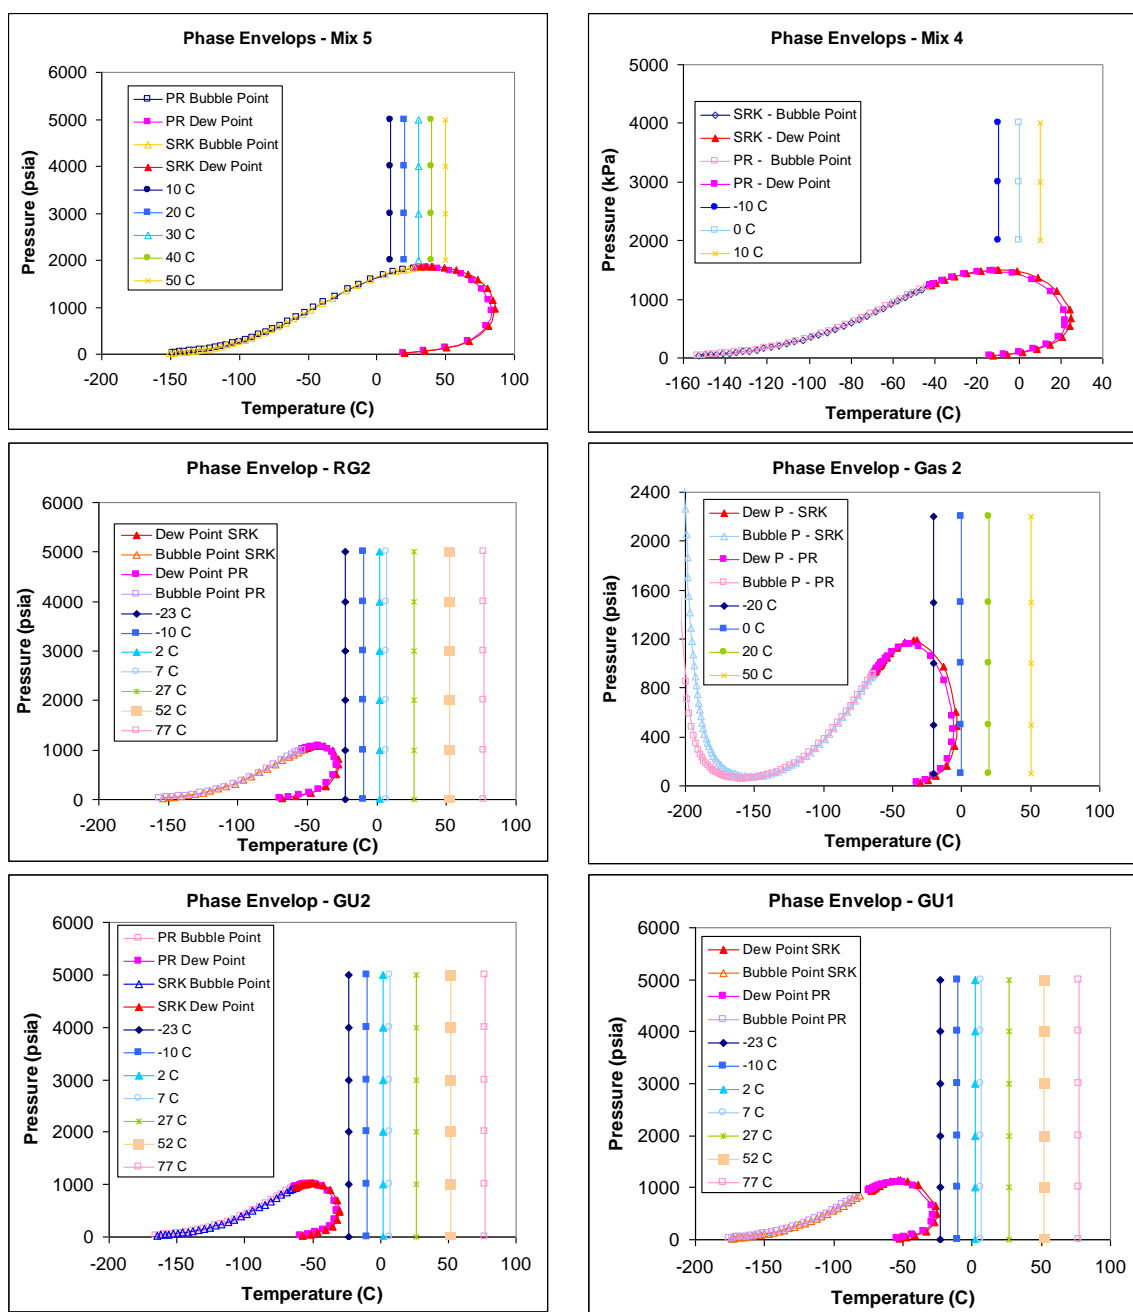 Phase Envelops - Mix 5
6000
5000
4000
3000
2000
1000
0
Pressure (psia)
PR Bubble Point
PR Dew Point
SRK Bubble Point
SRK Dew Point
10 C
20 C
30 C
40 C
50 C
-200 -150 -100 -50 0 50 100
Temperature (C)
Phase Envelops - Mix 4
5000
4000
3000
2000
1000
0
Pressure (kPa)
SRK - Bubble Point
SRK - Dew Point
PR - Bubble Point
PR - Dew Point
-10 C
0 C
10 C
-160 -140 -120 -100 -80 -60 -40 -20 0 20 40
Temperature (C)
Phase Envelop - RG2
6000
5000
4000
3000
2000
1000
0
Pressure (psia)
Dew Point SRK
Bubble Point SRK
Dew Point PR
Bubble Point PR
-23 C
-10 C
2 C
7 C
27 C
52 C
77 C
-200 -150 -100 -50 0 50 100
Temperature (C)
Phase Envelop - Gas 2
2400
2000
1600
1200
800
400
0
Pressure (psia)
Dew P - SRK
Bubble P - SRK
Dew P - PR
Bubble P - PR
-20 C
0 C
20 C
50 C
-200 -150 -100 -50 0 50 100
Temperature (C)
Phase Envelop - GU2
6000
5000
4000
3000
2000
1000
0
Pressure (psia)
PR Bubble Point
PR Dew Point
SRK Bubble Point
SRK Dew Point
-23 C
-10 C
2 C
7 C
27 C
52 C
77 C
-200 -150 -100 -50 0 50 100
Temperature (C)
Phase Envelop - GU1
6000
5000
4000
3000
2000
1000
0
Pressure (psia)
Dew Point SRK
Bubble Point SRK
Dew Point PR
Bubble Point PR
-23 C
-10 C
2 C
7 C
27 C
52 C
77 C
-200 -150 -100 -50 0 50 100
Temperature (C)